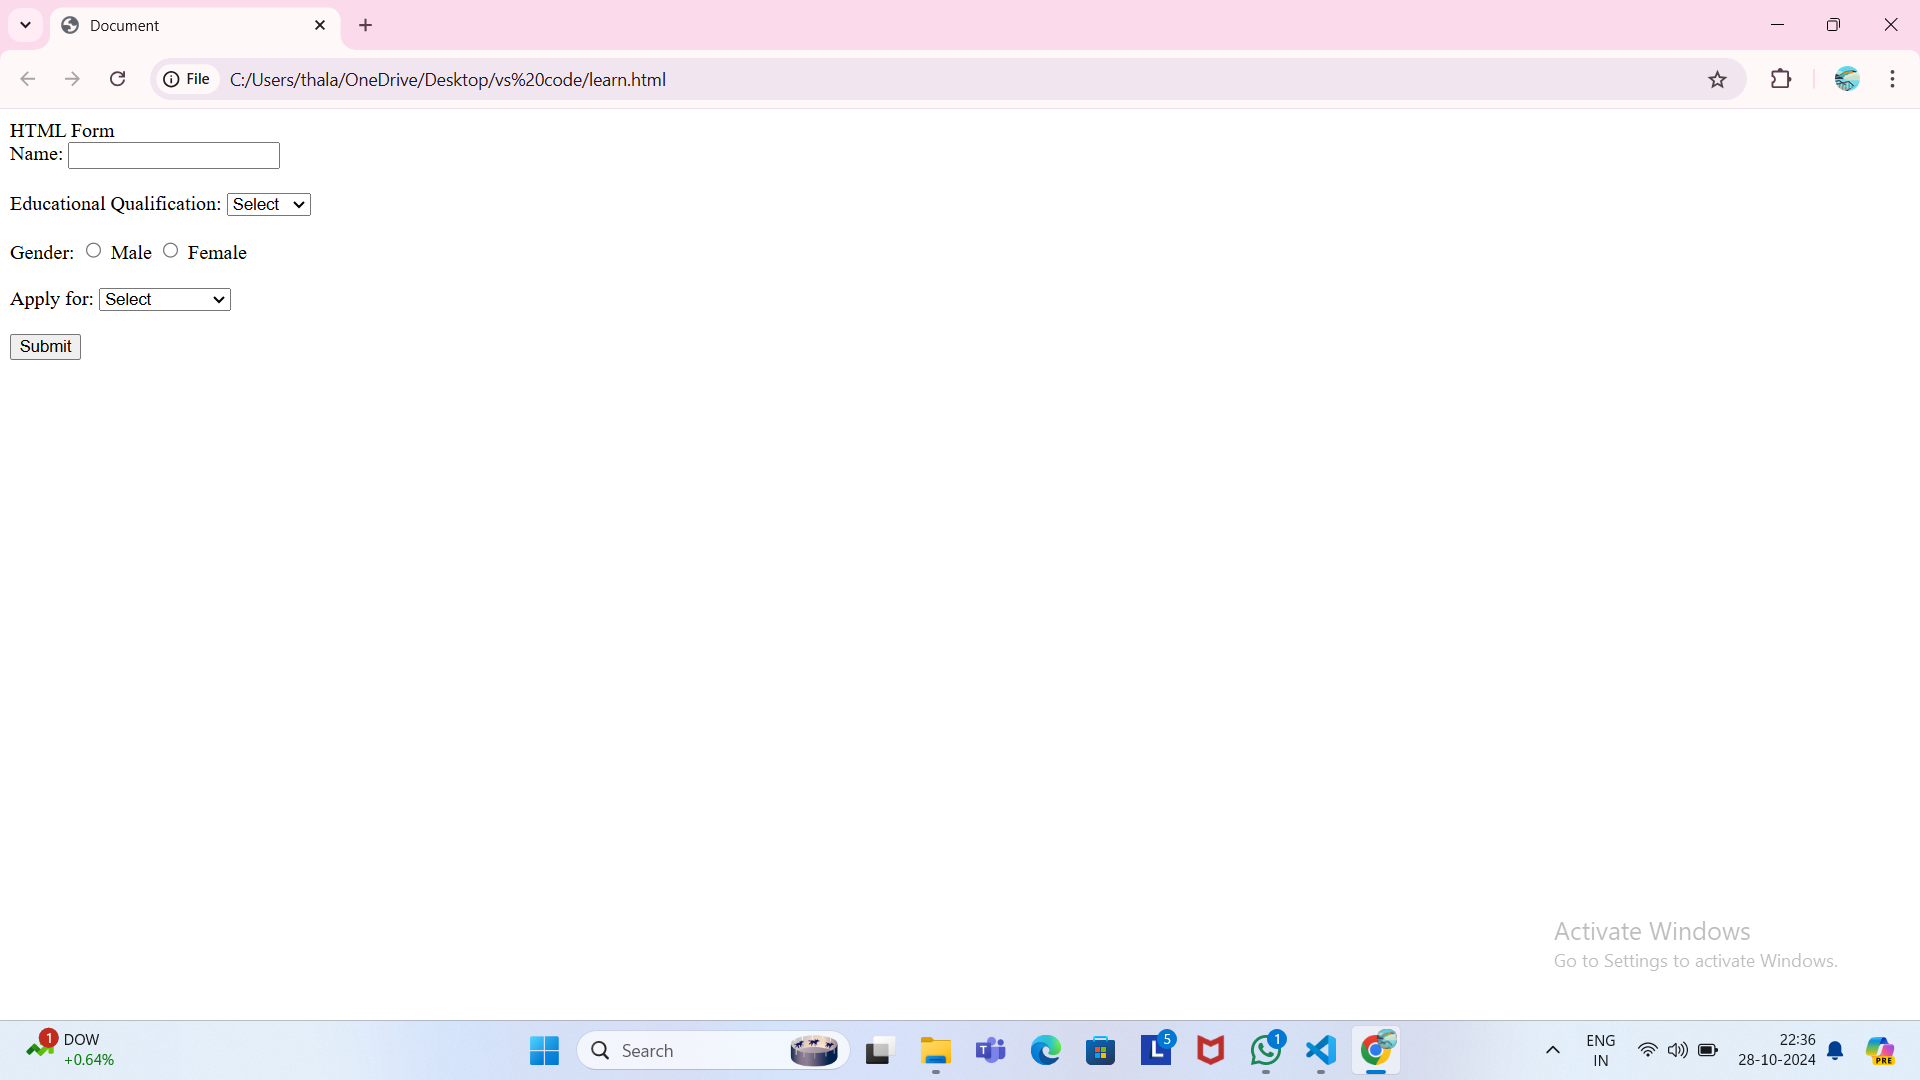 Document
File C:/Users/thala/OneDrive/Desktop/vs%20code/learn.html
HTML Form
Name:
Educational Qualification: Select
Gender: Male Female
Apply for: Select
Submit
Activate Windows
Go to Settings to activate Windows.
1 DOW
+0.64%
Search
T
L 5
1
PRE
ENG
IN
22:36
28-10-2024